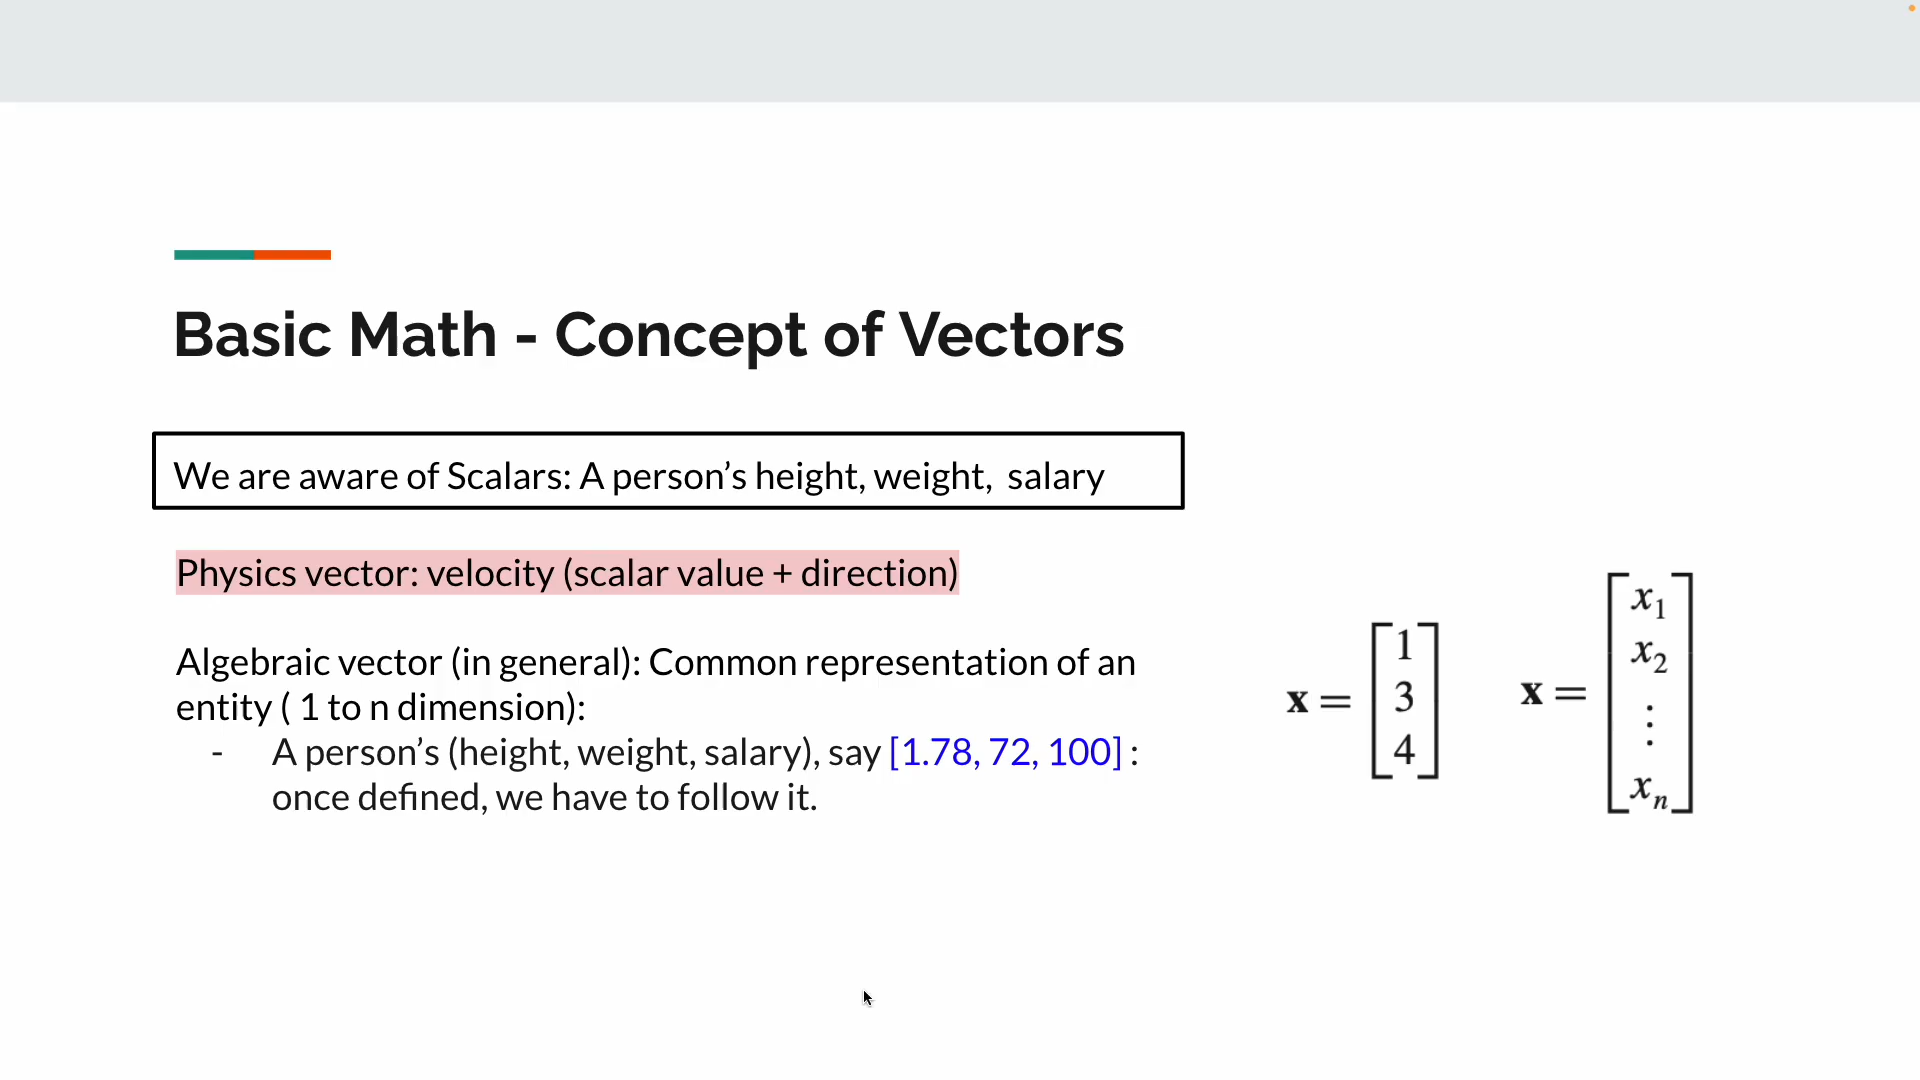 Basic Math - Concept of Vectors
We are aware of Scalars: A person’s height, weight,  salary
Physics vector: velocity (scalar value + direction)
Algebraic vector (in general): Common representation of an
entity ( 1 to n dimension):
- A person’s (height, weight, salary), say [1.78, 72, 100] :
once defined, we have to follow it.
x =
1
3
4
x =
x₁
x₂
⋮
xₙ